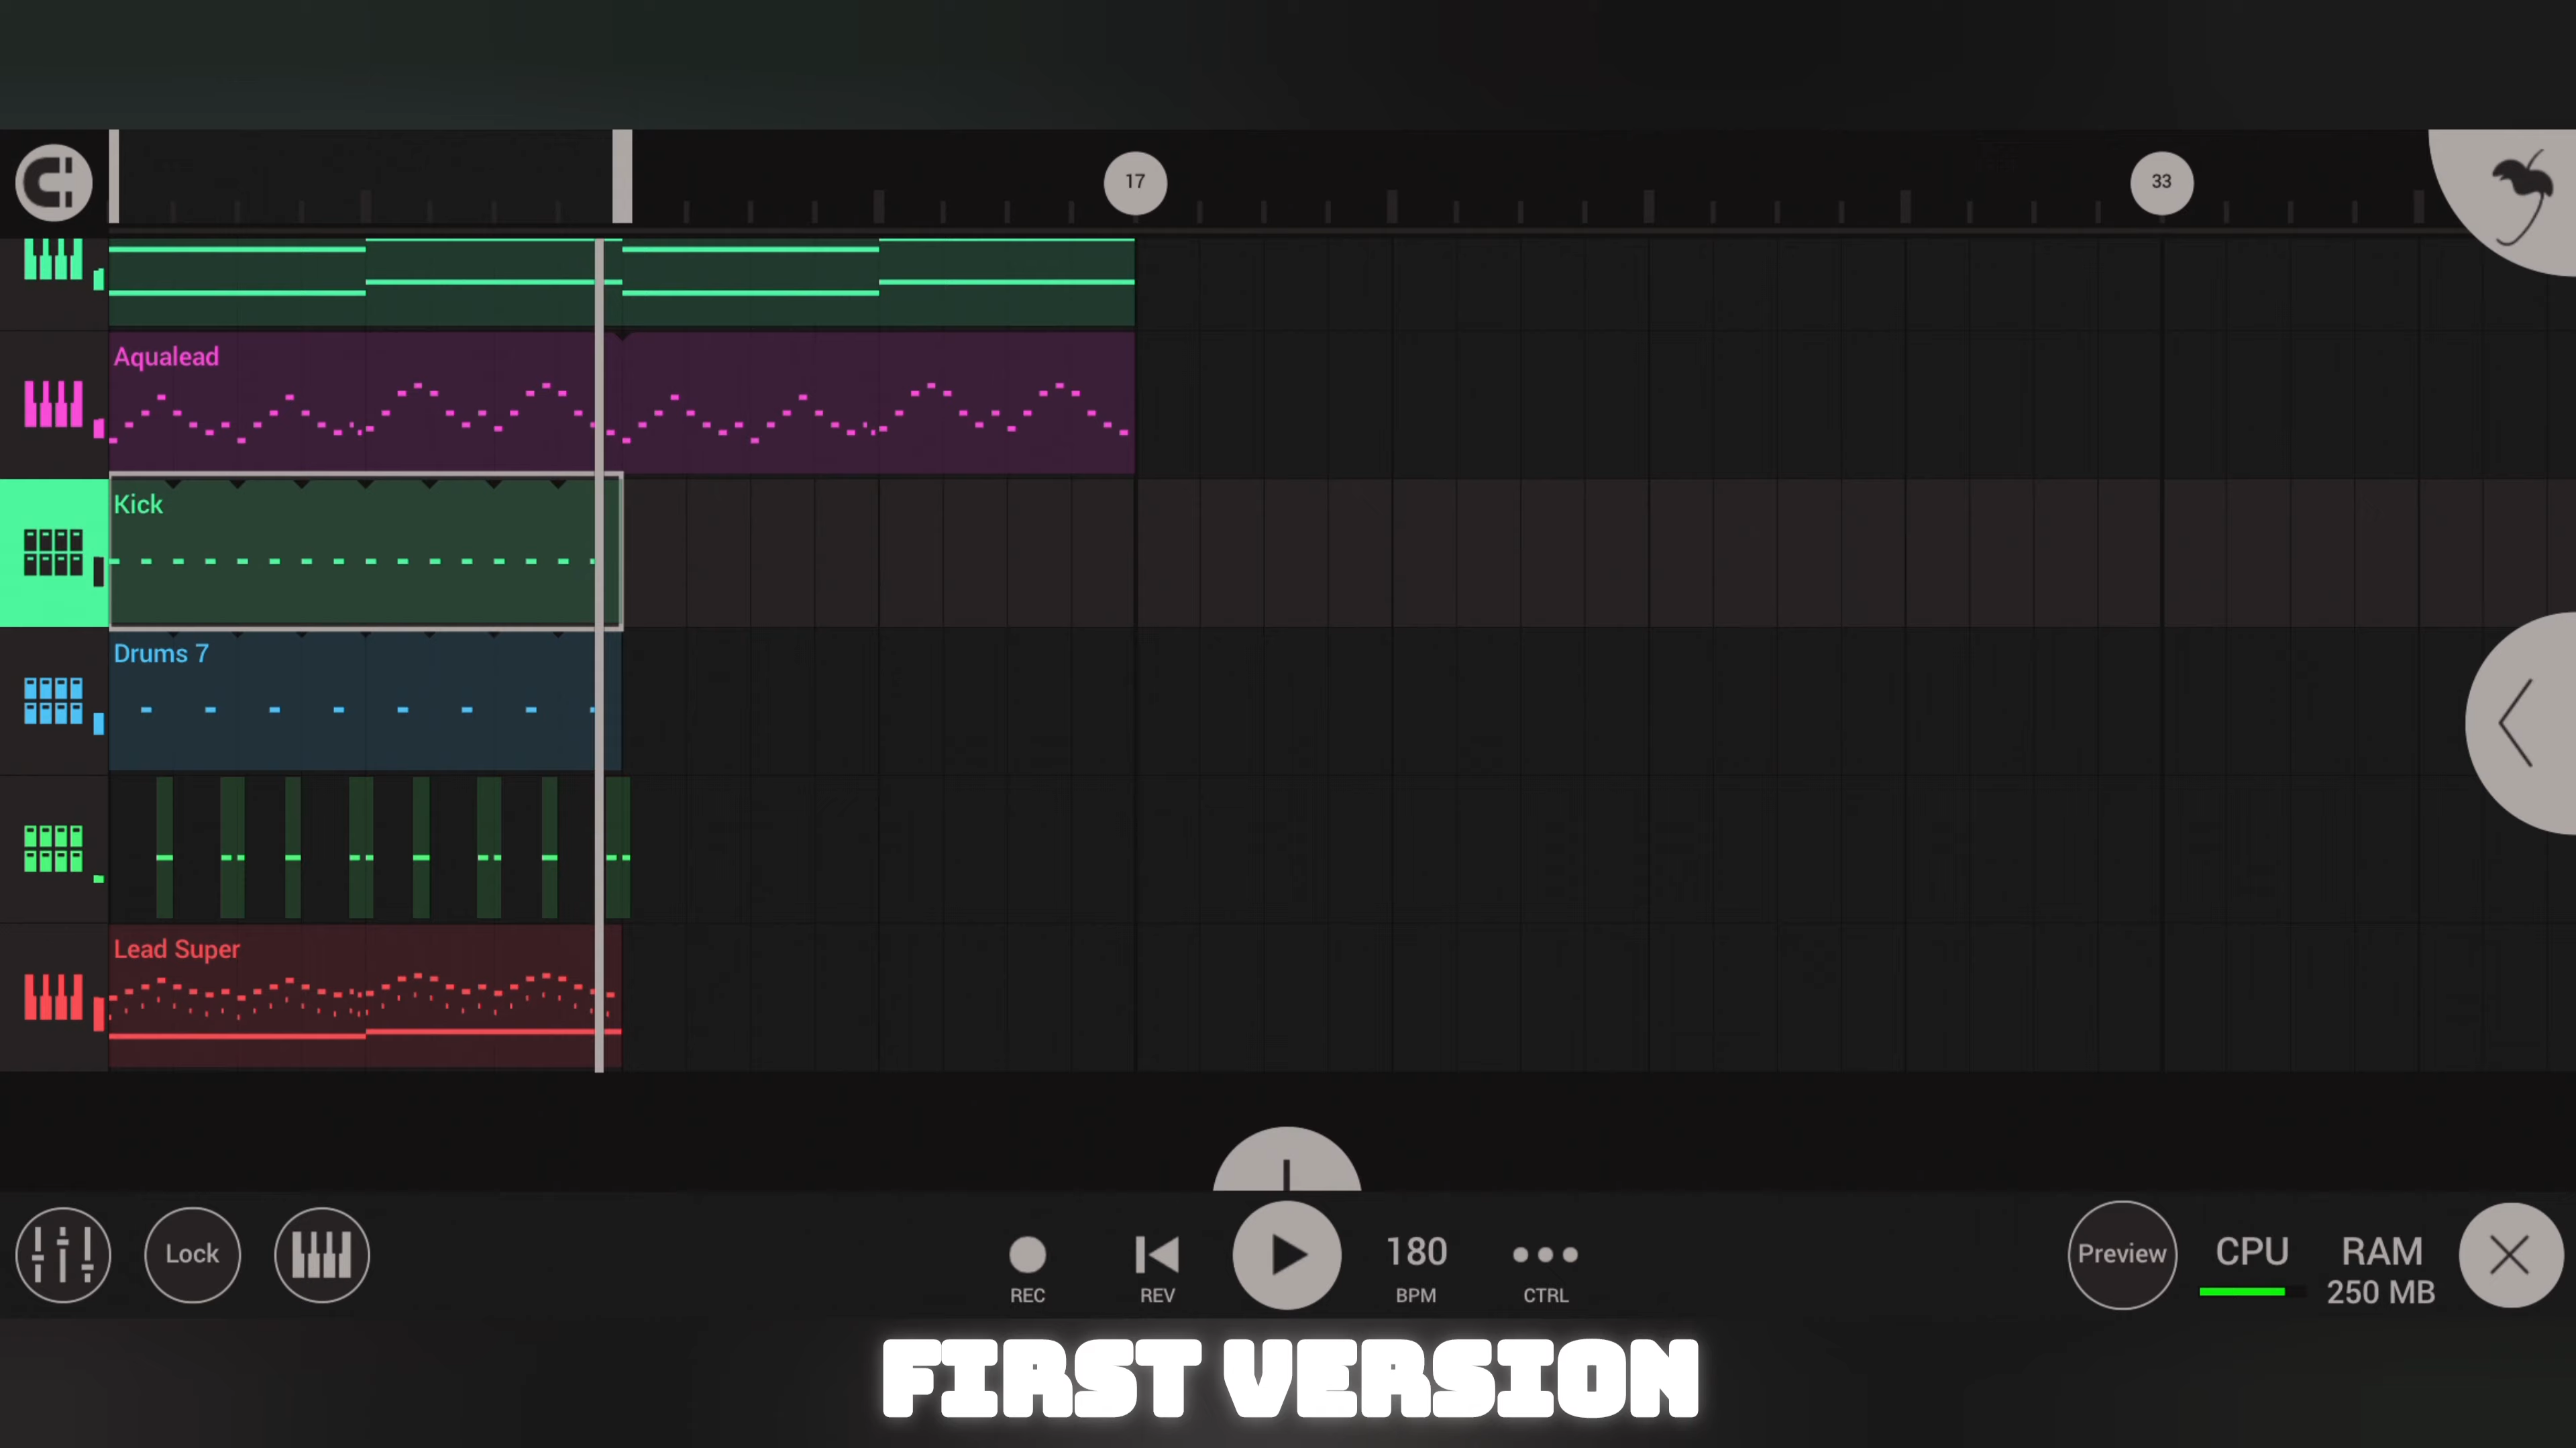 17
33
Aqualead
Kick
Drums 7
Lead Super
Lock
REC
REV
180
BPM
CTRL
Preview
CPU
RAM
250 MB
FIRST VERSION